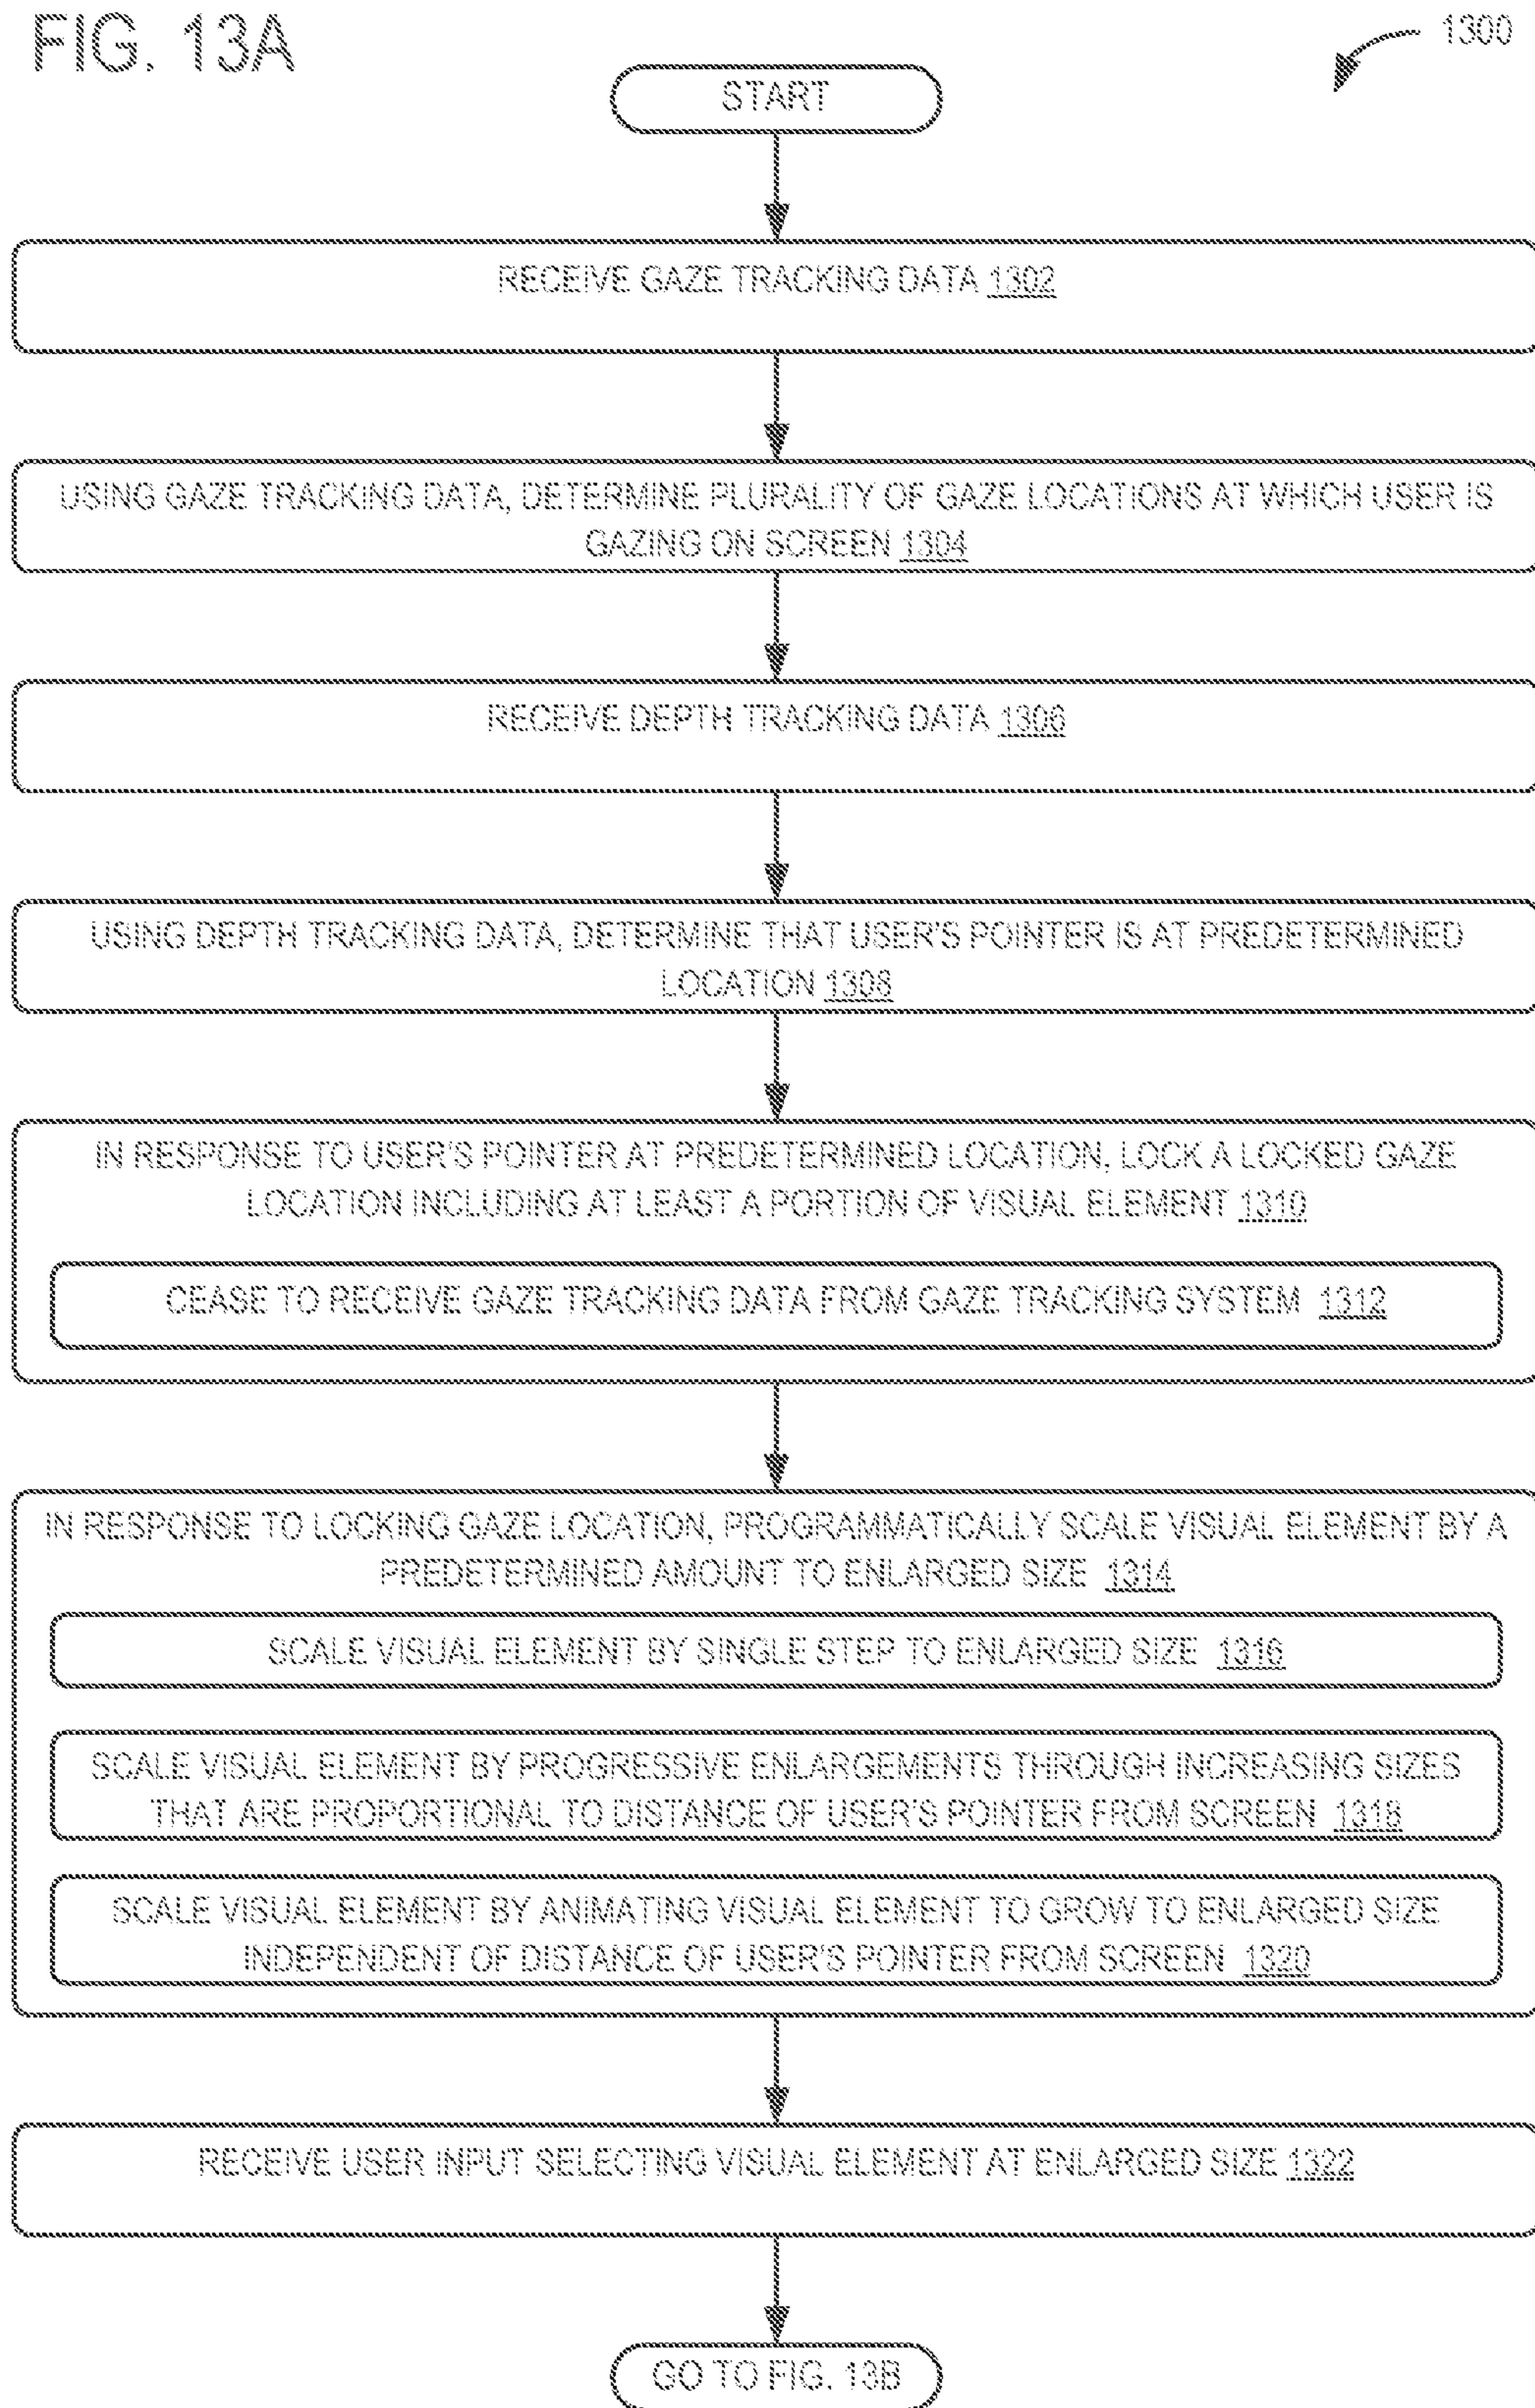 FIG. 13A
1300
START
RECEIVE GAZE TRACKING DATA 1302
USING GAZE TRACKING DATA, DETERMINE PLURALITY OF GAZE LOCATIONS AT WHICH USER IS
GAZING ON SCREEN 1304
RECEIVE DEPTH TRACKING DATA 1306
USING DEPTH TRACKING DATA, DETERMINE THAT USER'S POINTER IS AT PREDETERMINED
LOCATION 1308
IN RESPONSE TO USER'S POINTER AT PREDETERMINED LOCATION, LOCK A LOCKED GAZE
LOCATION INCLUDING AT LEAST A PORTION OF VISUAL ELEMENT 1310
CEASE TO RECEIVE GAZE TRACKING DATA FROM GAZE TRACKING SYSTEM 1312
IN RESPONSE TO LOCKING GAZE LOCATION, PROGRAMMATICALLY SCALE VISUAL ELEMENT BY A
PREDETERMINED AMOUNT TO ENLARGED SIZE 1314
SCALE VISUAL ELEMENT BY SINGLE STEP TO ENLARGED SIZE 1316
SCALE VISUAL ELEMENT BY PROGRESSIVE ENLARGEMENTS THROUGH INCREASING SIZES
THAT ARE PROPORTIONAL TO DISTANCE OF USER'S POINTER FROM SCREEN 1318
SCALE VISUAL ELEMENT BY ANIMATING VISUAL ELEMENT TO GROW TO ENLARGED SIZE
INDEPENDENT OF DISTANCE OF USER'S POINTER FROM SCREEN 1320
RECEIVE USER INPUT SELECTING VISUAL ELEMENT AT ENLARGED SIZE 1322
GO TO FIG. 13B